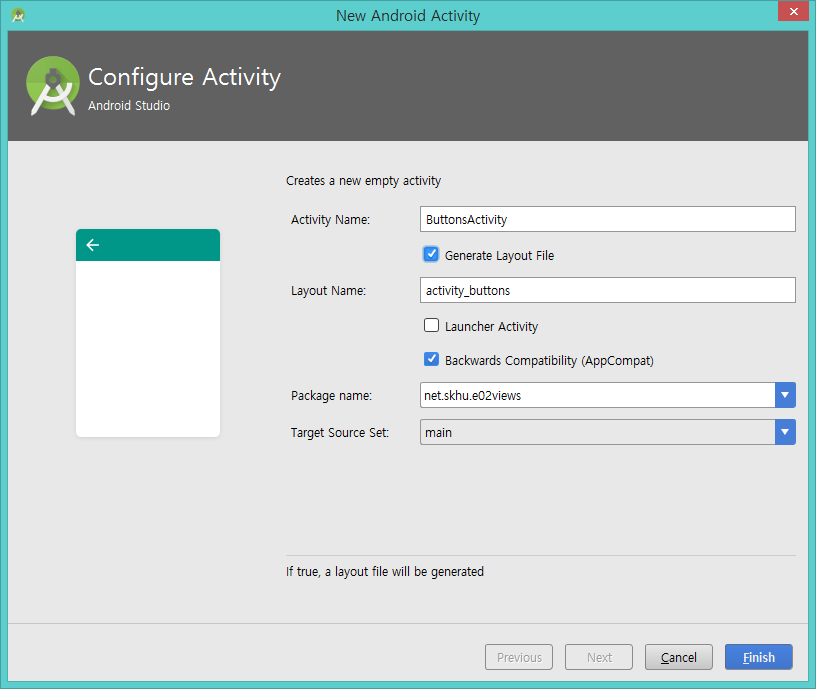 New Android Activity
Configure Activity
Android Studio
Creates a new empty activity
Activity Name: ButtonsActivity
Generate Layout File
Layout Name: activity_buttons
Launcher Activity
Backwards Compatibility (AppCompat)
Package name: net.skhu.e02views
Target Source Set: main
If true, a layout file will be generated
Previous Next Cancel Finish